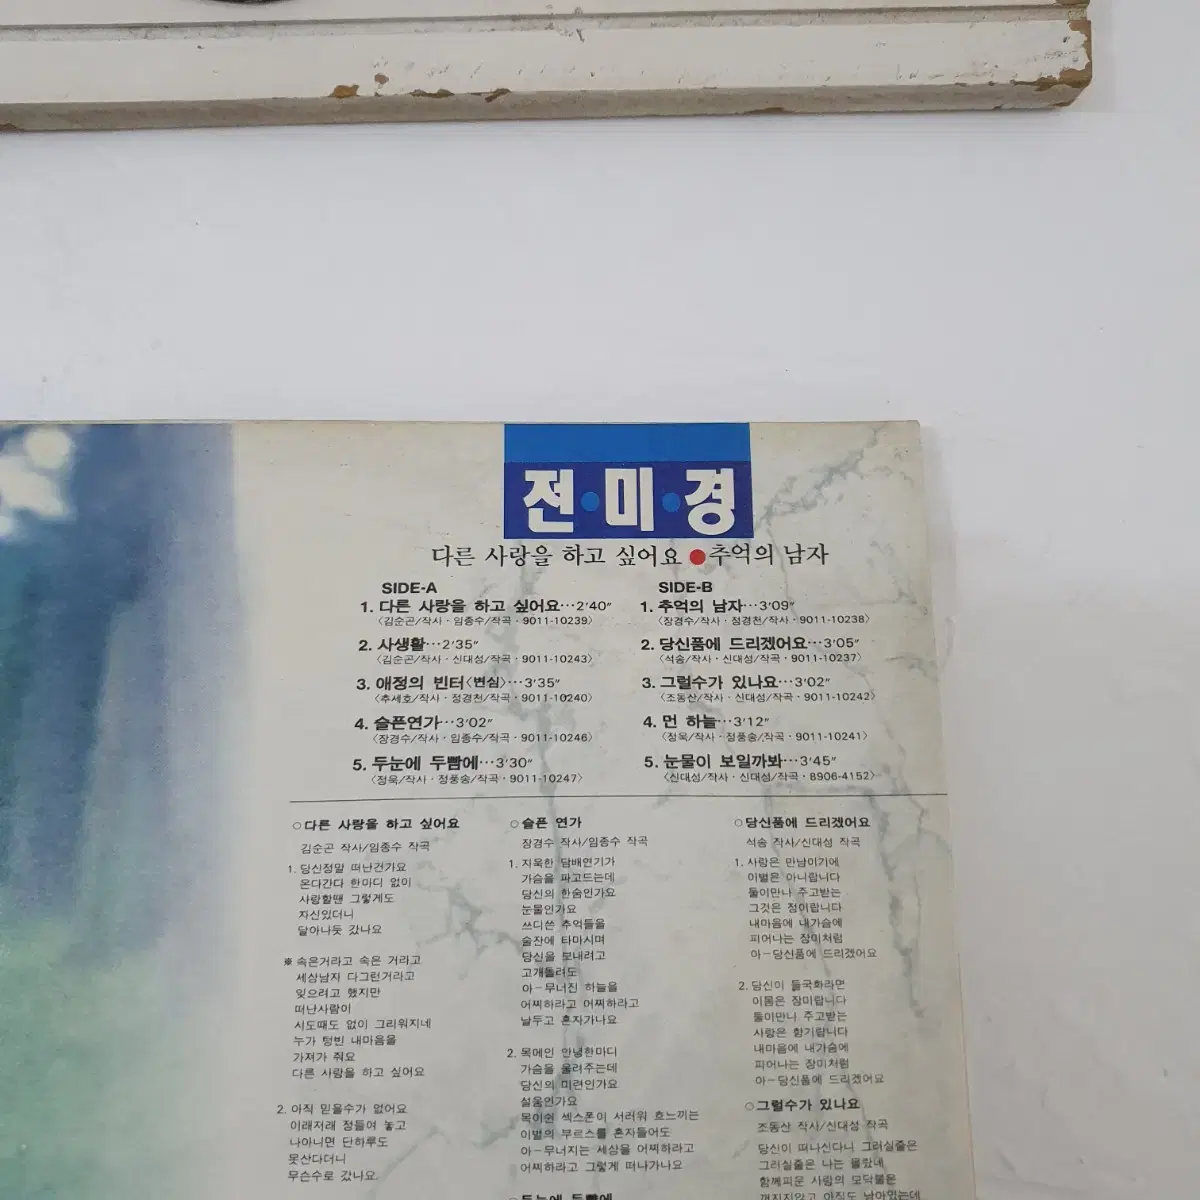 전·미·경
다른 사랑을 하고 싶어요●추억의 남자
SIDE-A
1. 다른 사랑을 하고 싶어요…2′40″
〈김순곤/작사·임종수/작곡·9011-10239〉
2. 사생활…2′35″
〈김순곤/작사·신대성/작곡·9011-10243〉
3. 애정의 빈터〈변심〉…3′35″
〈추세호/작사·정경천/작곡·9011-10240〉
4. 슬픈연가…3′02″
〈장경수/작사·임종수/작곡·9011-10246〉
5. 두눈에 두뺨에…3′30″
〈정욱/작사·정풍송/작곡·9011-10247〉
SIDE-B
1. 추억의 남자…3′09″
〈장경수/작사·정경천/작사·9011-10238〉
2. 당신품에 드리겠어요…3′05″
〈석송/작사·신대성/작곡·9011-10237〉
3. 그럴수가 있나요…3′02″
〈조동산/작사·신대성/작곡·9011-10242〉
4. 먼 하늘…3′12″
〈정욱/작사·정풍송/작곡·9011-10241〉
5. 눈물이 보일까봐…3′45″
〈신대성/작사·신대성/작곡·8906-4152〉
○다른 사랑을 하고 싶어요
김순곤 작사/임종수 작곡
1. 당신정말 떠난건가요
온다간다 한마디 없이
사랑할땐 그렇게도
자신있더니
달아나듯 갔나요
※ 속은거라고 속은 거라고
세상남자 다그런거라고
잊으려고 했지만
떠난사람이
시도때도 없이 그리워지네
누가 텅빈 내마음을
가져가 줘요
다른 사랑을 하고 싶어요
2. 아직 믿을수가 없어요
이래저래 정들여 놓고
나아니면 단하루도
못산다더니
무슨수로 갔나요
○슬픈 연가
장경수 작사/임종수 작곡
1. 지욱한 담배연기가
가슴을 파고드는데
당신의 한숨인가요
눈물인가요
쓰디쓴 추억들을
술잔에 타마시며
당신을 보내려고
고개돌려도
아―무너진 하늘을
어찌하라고 어찌하라고
날두고 혼자가나요
2. 목메인 안녕한마디
가슴을 울려주는데
당신의 미련인가요
설움인가요
목이쉰 섹스폰이 서러워 흐느끼는
이별의 부르스를 혼자들어도
아―무너지는 세상을 어찌하라고
어찌하라고 그렇게 떠나가나요
○두눈에 두뺨에
○당신품에 드리겠어요
석송 작사/신대성 작곡
1. 사랑은 만남이기에
이별은 아니랍니다
둘이만나 주고받는
그것은 정이랍니다
내마음에 내가슴에
피어나는 장미처럼
아―당신품에 드리겠어요
2. 당신이 들국화라면
이몸은 장미랍니다
둘이만나 주고받는
사랑은 향기랍니다
내마음에 내가슴에
피어나는 장미처럼
아―당신품에 드리겠어요
○그럴수가 있나요
조동산 작사/신대성 작곡
당신이 떠나신다니 그러실줄은
그러실줄은 나는 몰랐네
함께피운 사랑의 모닥불은
꺼지지않고 아직도 남아있는데